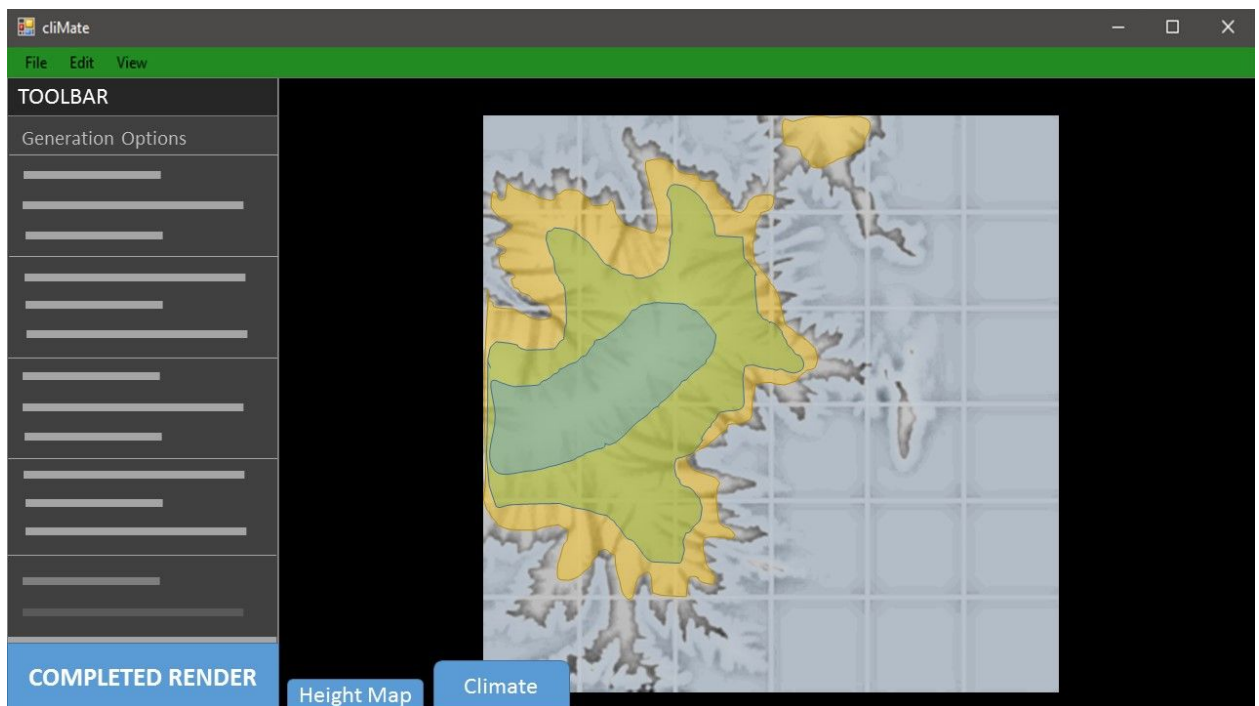 cliMate
File Edit View
TOOLBAR
Generation Options
COMPLETED RENDER
Height Map
Climate